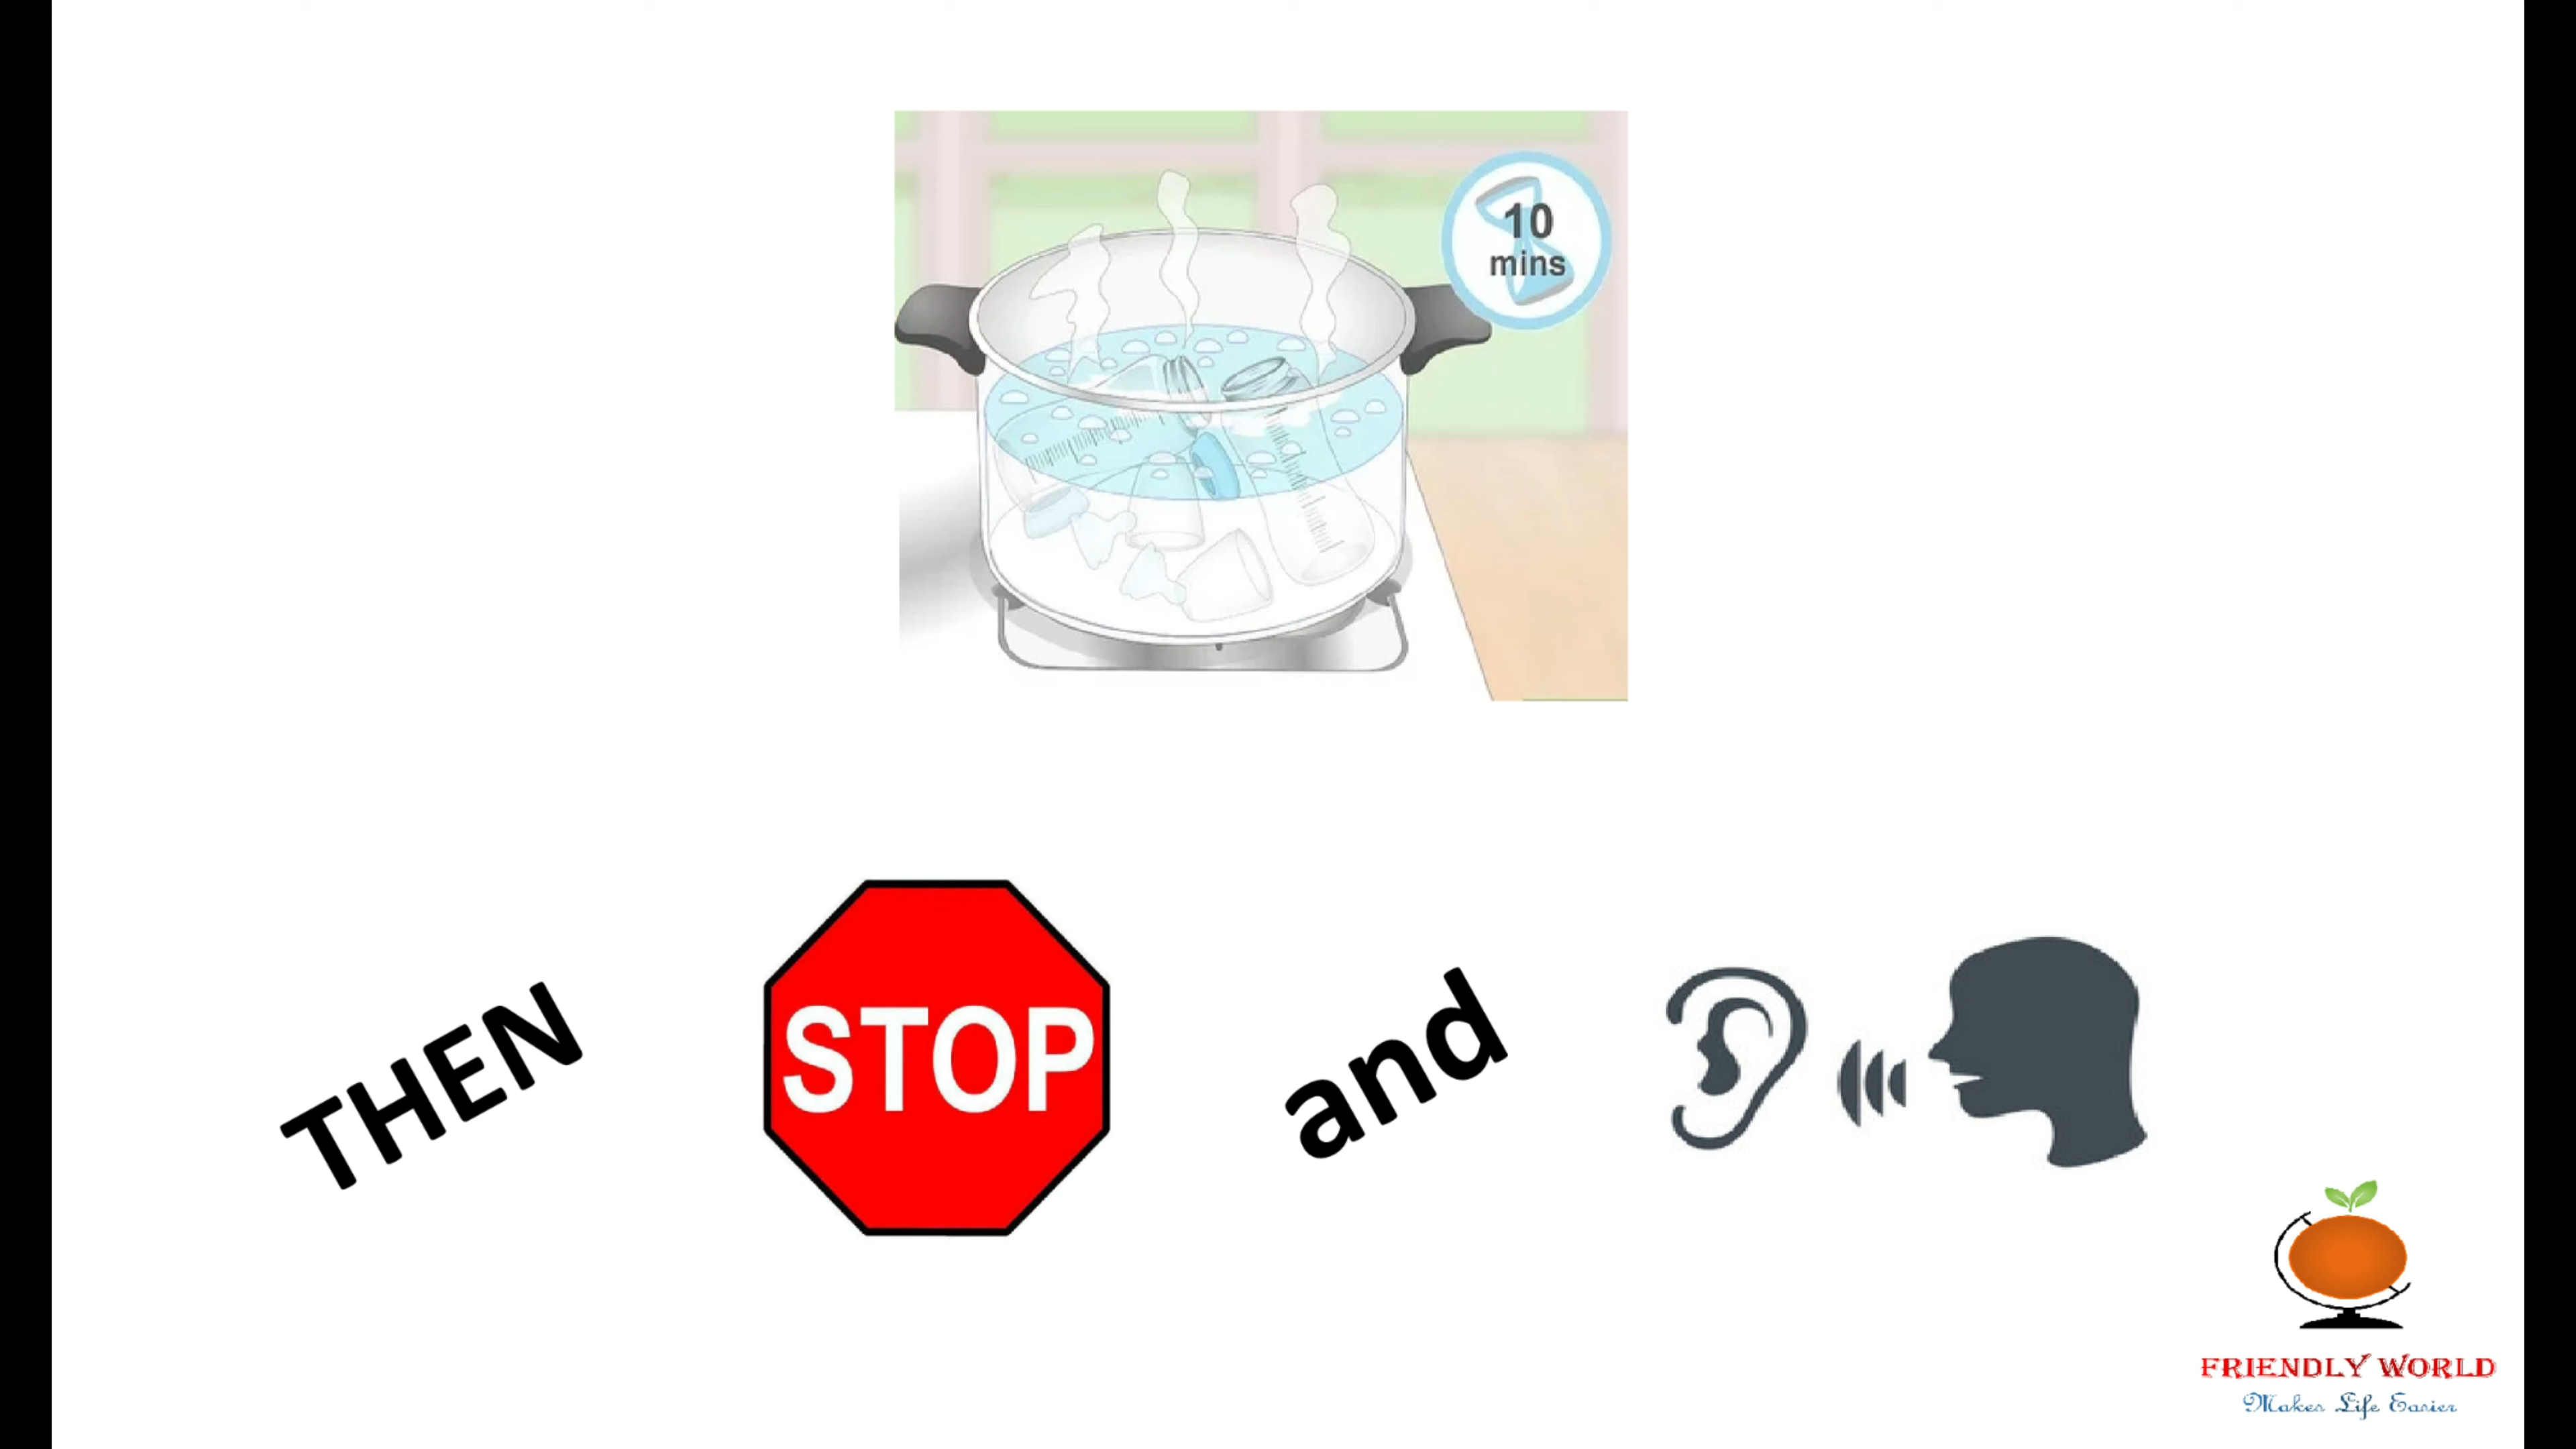 10
mins
THEN
STOP
and
FRIENDLY WORLD
Makes Life Easier